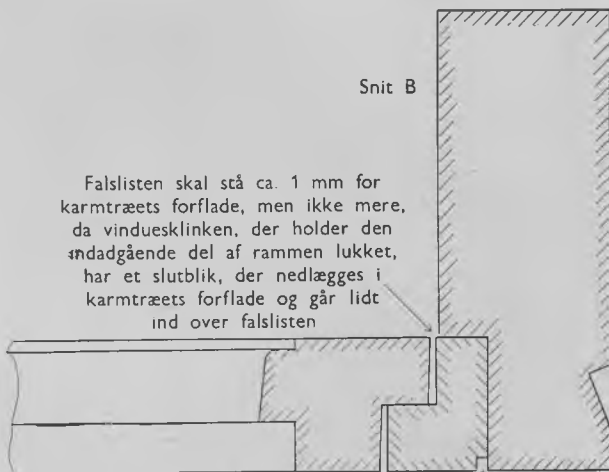 Snit B
Falslisten skal stå ca. 1 mm for
karmtræets forflade, men ikke mere,
da vinduesklinken, der holder den
indadgående del af rammen lukket,
har et slutblik, der nedlægges i
karmtræets forflade og går lidt
ind over falslisten